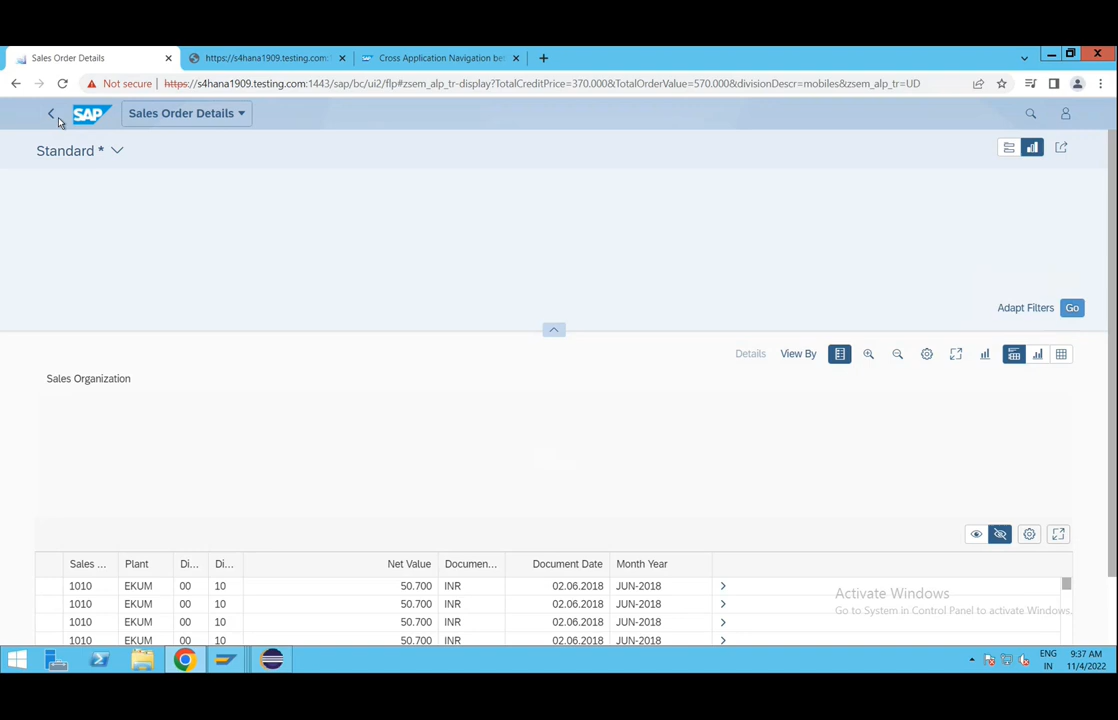 Sales Order Details
https://s4hana1909.testing.com:
Cross Application Navigation be
Not secure
https://s4hana1909.testing.com:1443/sap/bc/ui2/flp#zsem_alp_tr-display?TotalCreditPrice=370.000&TotalOrderValue=570.000&divisionDescr=mobiles&zsem_alp_tr=UD
SAP
Sales Order Details
Standard *
Adapt Filters
Go
Details
View By
Sales Organization
Sales ... Plant Di... Di... Net Value Documen... Document Date Month Year
1010 EKUM 00 10 50.700 INR 02.06.2018 JUN-2018
1010 EKUM 00 10 50.700 INR 02.06.2018 JUN-2018
1010 EKUM 00 10 50.700 INR 02.06.2018 JUN-2018
1010 EKUM 00 10 50.700 INR 02.06.2018 JUN-2018
Activate Windows
Go to System in Control Panel to activate Windows.
ENG
IN
9:37 AM
11/4/2022